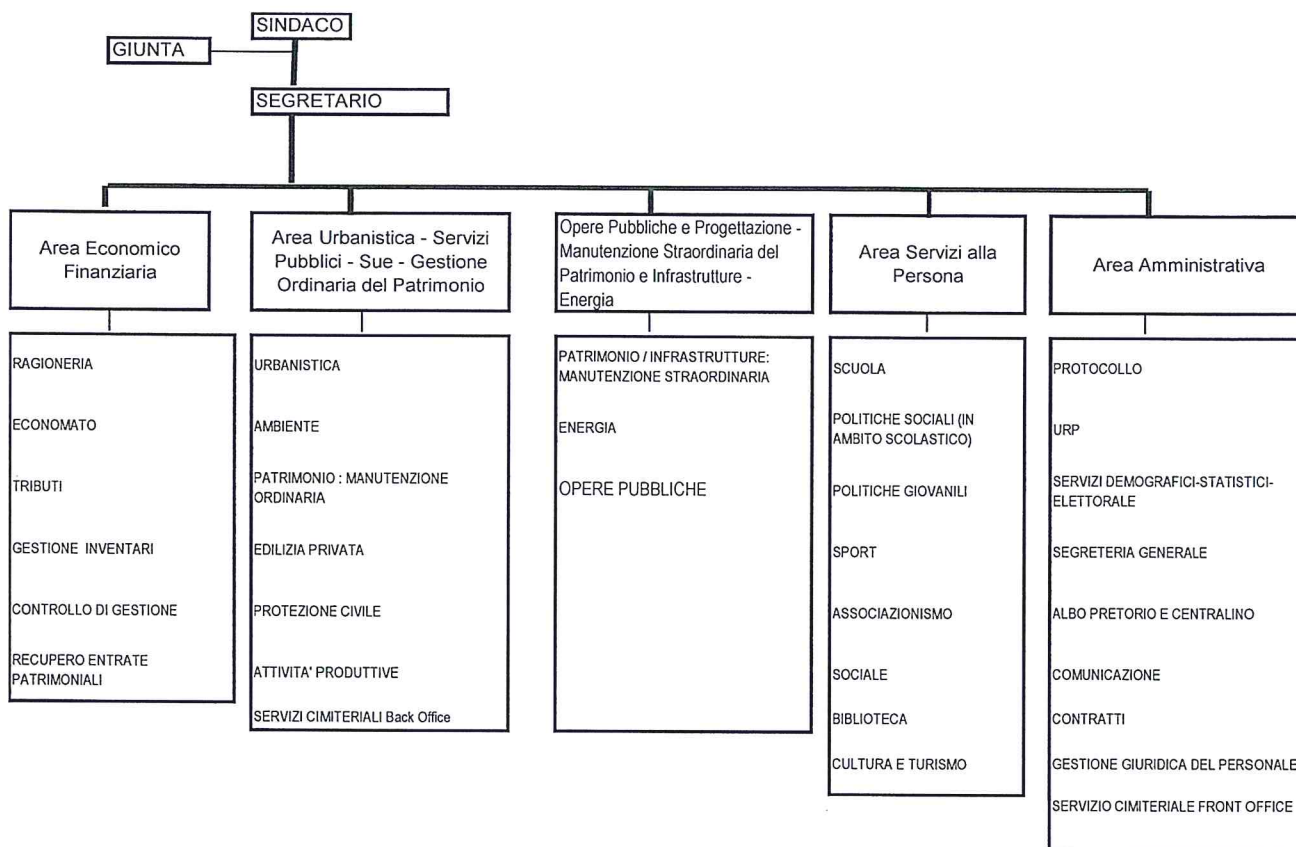 SINDACO
GIUNTA
SEGRETARIO
Area Economico
Finanziaria
RAGIONERIA
ECONOMATO
TRIBUTI
GESTIONE INVENTARI
CONTROLLO DI GESTIONE
RECUPERO ENTRATE
PATRIMONIALI
Area Urbanistica - Servizi
Pubblici - Sue - Gestione
Ordinaria del Patrimonio
URBANISTICA
AMBIENTE
PATRIMONIO : MANUTENZIONE
ORDINARIA
EDILIZIA PRIVATA
PROTEZIONE CIVILE
ATTIVITA' PRODUTTIVE
SERVIZI CIMITERIALI Back Office
Opere Pubbliche e Progettazione -
Manutenzione Straordinaria del
Patrimonio e Infrastrutture -
Energia
PATRIMONIO / INFRASTRUTTURE:
MANUTENZIONE STRAORDINARIA
ENERGIA
OPERE PUBBLICHE
Area Servizi alla
Persona
SCUOLA
POLITICHE SOCIALI (IN
AMBITO SCOLASTICO)
POLITICHE GIOVANILI
SPORT
ASSOCIAZIONISMO
SOCIALE
BIBLIOTECA
CULTURA E TURISMO
Area Amministrativa
PROTOCOLLO
URP
SERVIZI DEMOGRAFICI-STATISTICI-
ELETTORALE
SEGRETERIA GENERALE
ALBO PRETORIO E CENTRALINO
COMUNICAZIONE
CONTRATTI
GESTIONE GIURIDICA DEL PERSONALE
SERVIZIO CIMITERIALE FRONT OFFICE